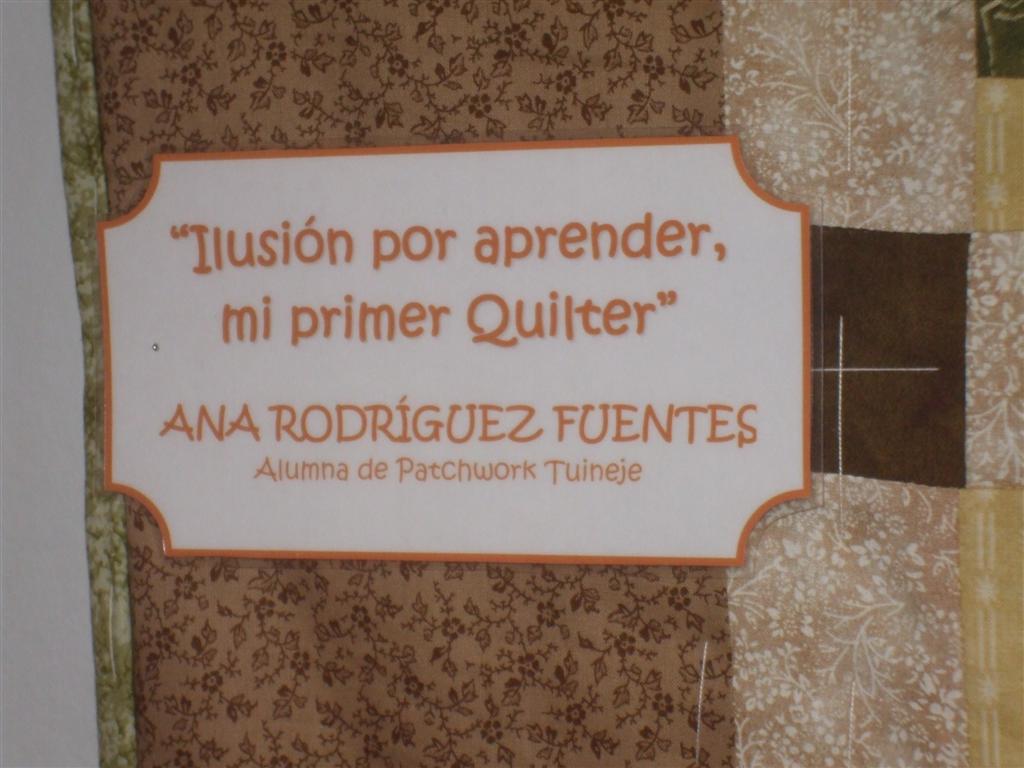 “Ilusión por aprender,
mi primer Quilter”
ANA RODRÍGUEZ FUENTES
Alumna de Patchwork Tuineje